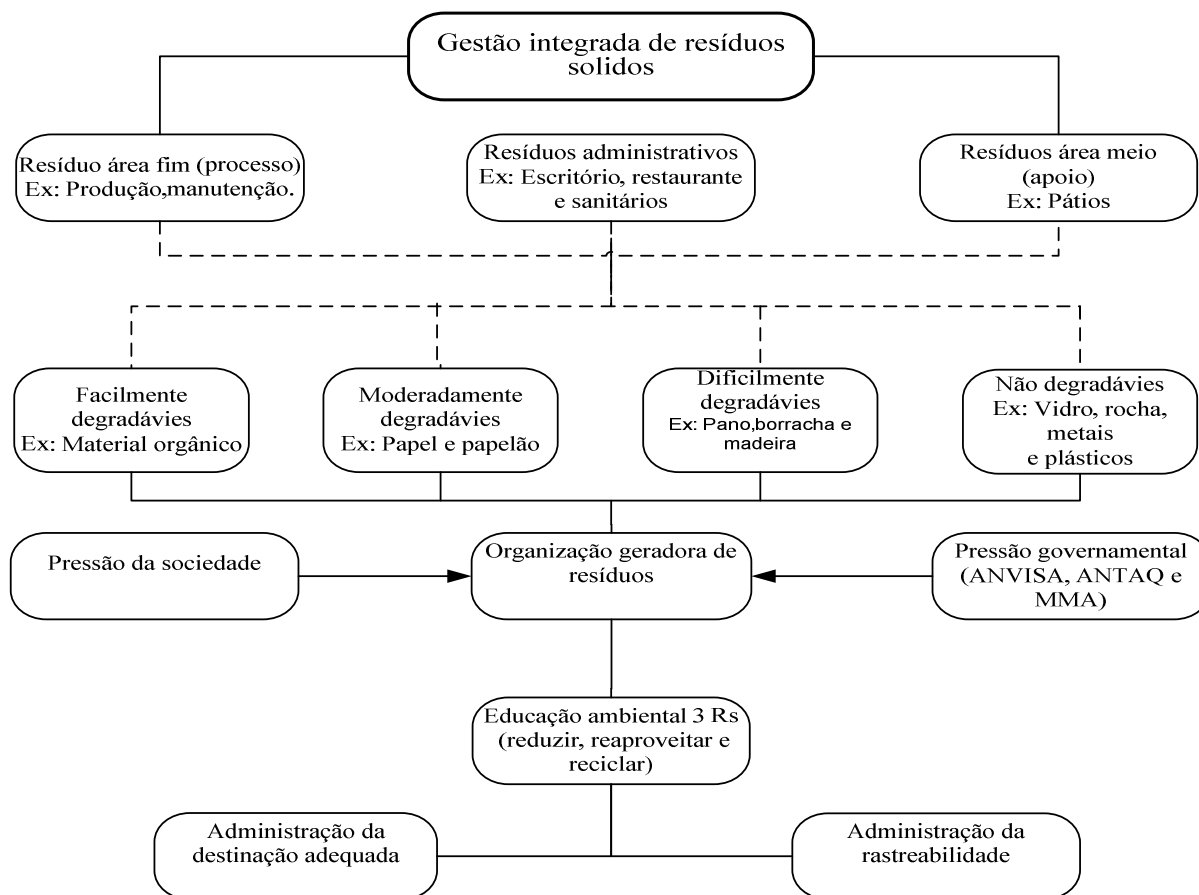 Gestão integrada de resíduos
solidos
Resíduo área fim (processo)
Ex: Produção,manutenção.
Resíduos administrativos
Ex: Escritório, restaurante
e sanitários
Resíduos área meio
(apoio)
Ex: Pátios
Facilmente
degradávies
Ex: Material orgânico
Moderadamente
degradávies
Ex: Papel e papelão
Dificilmente
degradávies
Ex: Pano,borracha e
madeira
Não degradávies
Ex: Vidro, rocha,
metais
e plásticos
Pressão da sociedade
Organização geradora de
resíduos
Pressão governamental
(ANVISA, ANTAQ e
MMA)
Educação ambiental 3 Rs
(reduzir, reaproveitar e
reciclar)
Administração da
destinação adequada
Administração da
rastreabilidade